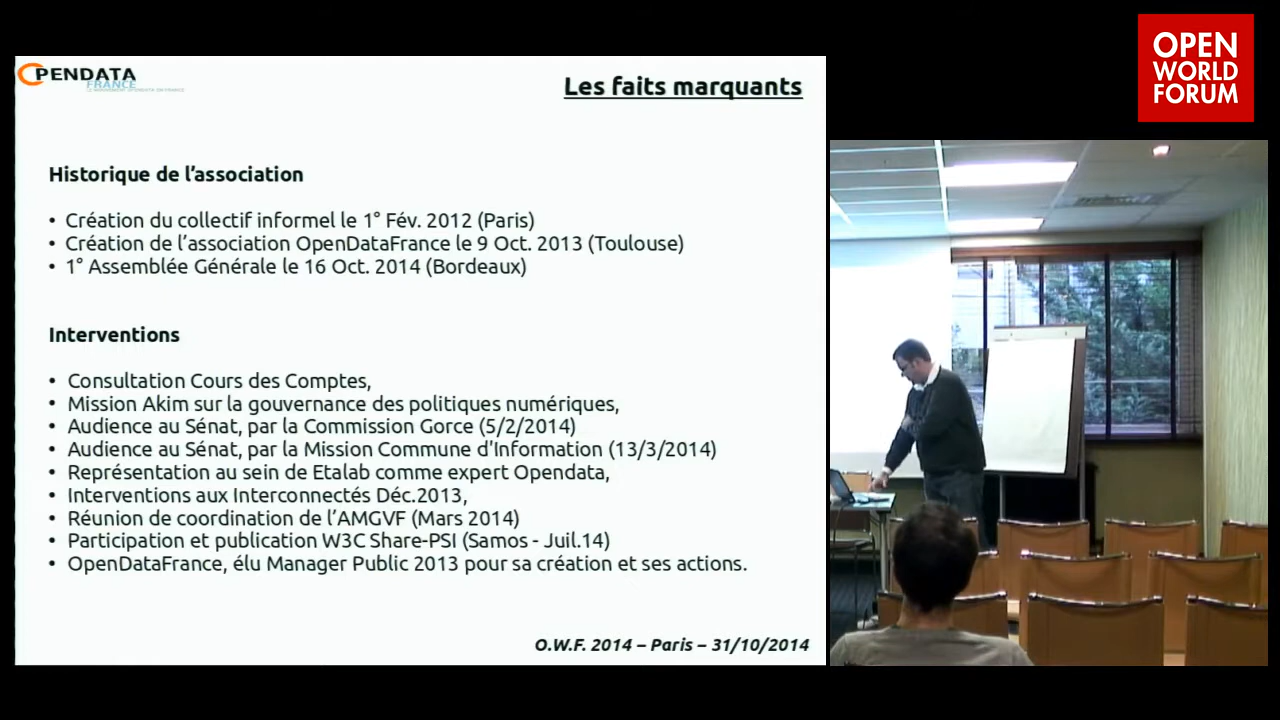 OPENDATA
FRANCE
Les faits marquants
Historique de l'association
• Création du collectif informel le 1° Fév. 2012 (Paris)
• Création de l'association OpenDataFrance le 9 Oct. 2013 (Toulouse)
• 1° Assemblée Générale le 16 Oct. 2014 (Bordeaux)
Interventions
• Consultation Cours des Comptes,
• Mission Akim sur la gouvernance des politiques numériques,
• Audience au Sénat, par la Commission Gorce (5/2/2014)
• Audience au Sénat, par la Mission Commune d'Information (13/3/2014)
• Représentation au sein de Etalab comme expert Opendata,
• Interventions aux Interconnectés Déc.2013,
• Réunion de coordination de l'AMGVF (Mars 2014)
• Participation et publication W3C Share-PSI (Samos - Juil.14)
• OpenDataFrance, élu Manager Public 2013 pour sa création et ses actions.
O.W.F. 2014 – Paris – 31/10/2014
OPEN
WORLD
FORUM